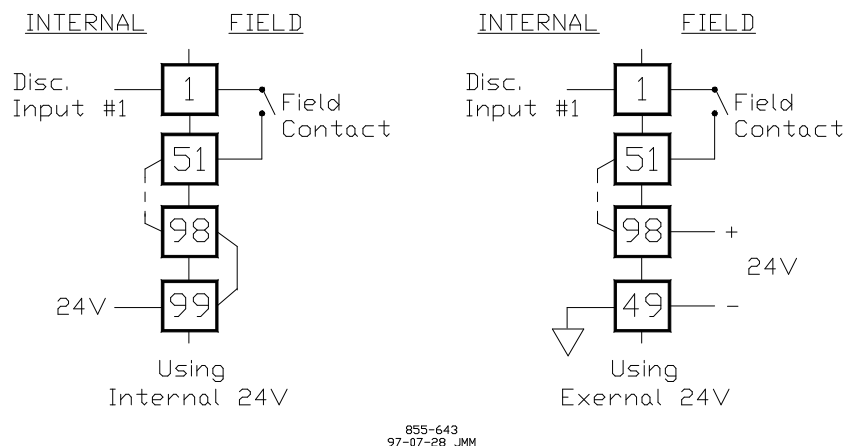 INTERNAL FIELD
Disc.
Input #1
1
Field
Contact
51
98
24V
99
Using
Internal 24V
INTERNAL FIELD
Disc.
Input #1
1
Field
Contact
51
98
+
24V
49
-
Using
Exernal 24V
855-643
97-07-28 JMM